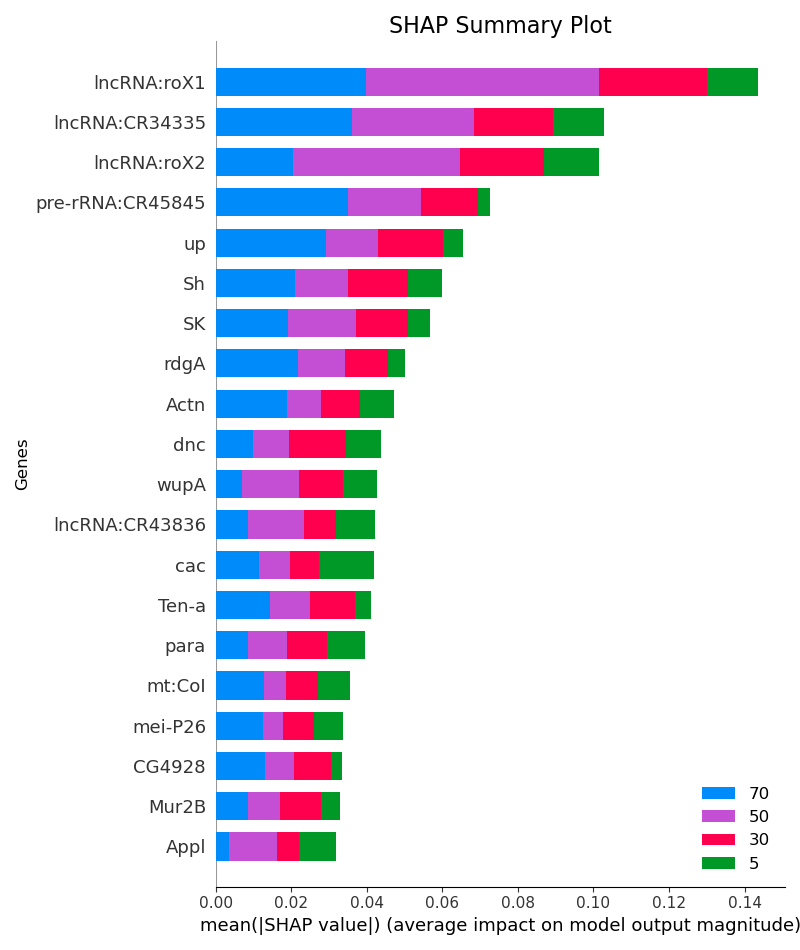 SHAP Summary Plot
lncRNA:roX1
lncRNA:CR34335
lncRNA:roX2
pre-rRNA:CR45845
up
Sh
SK
rdgA
Actn
dnc
wupA
lncRNA:CR43836
cac
Ten-a
para
mt:CoI
mei-P26
CG4928
Mur2B
Appl
Genes
70
50
30
5
0.00 0.02 0.04 0.06 0.08 0.10 0.12 0.14
mean(|SHAP value|) (average impact on model output magnitude)